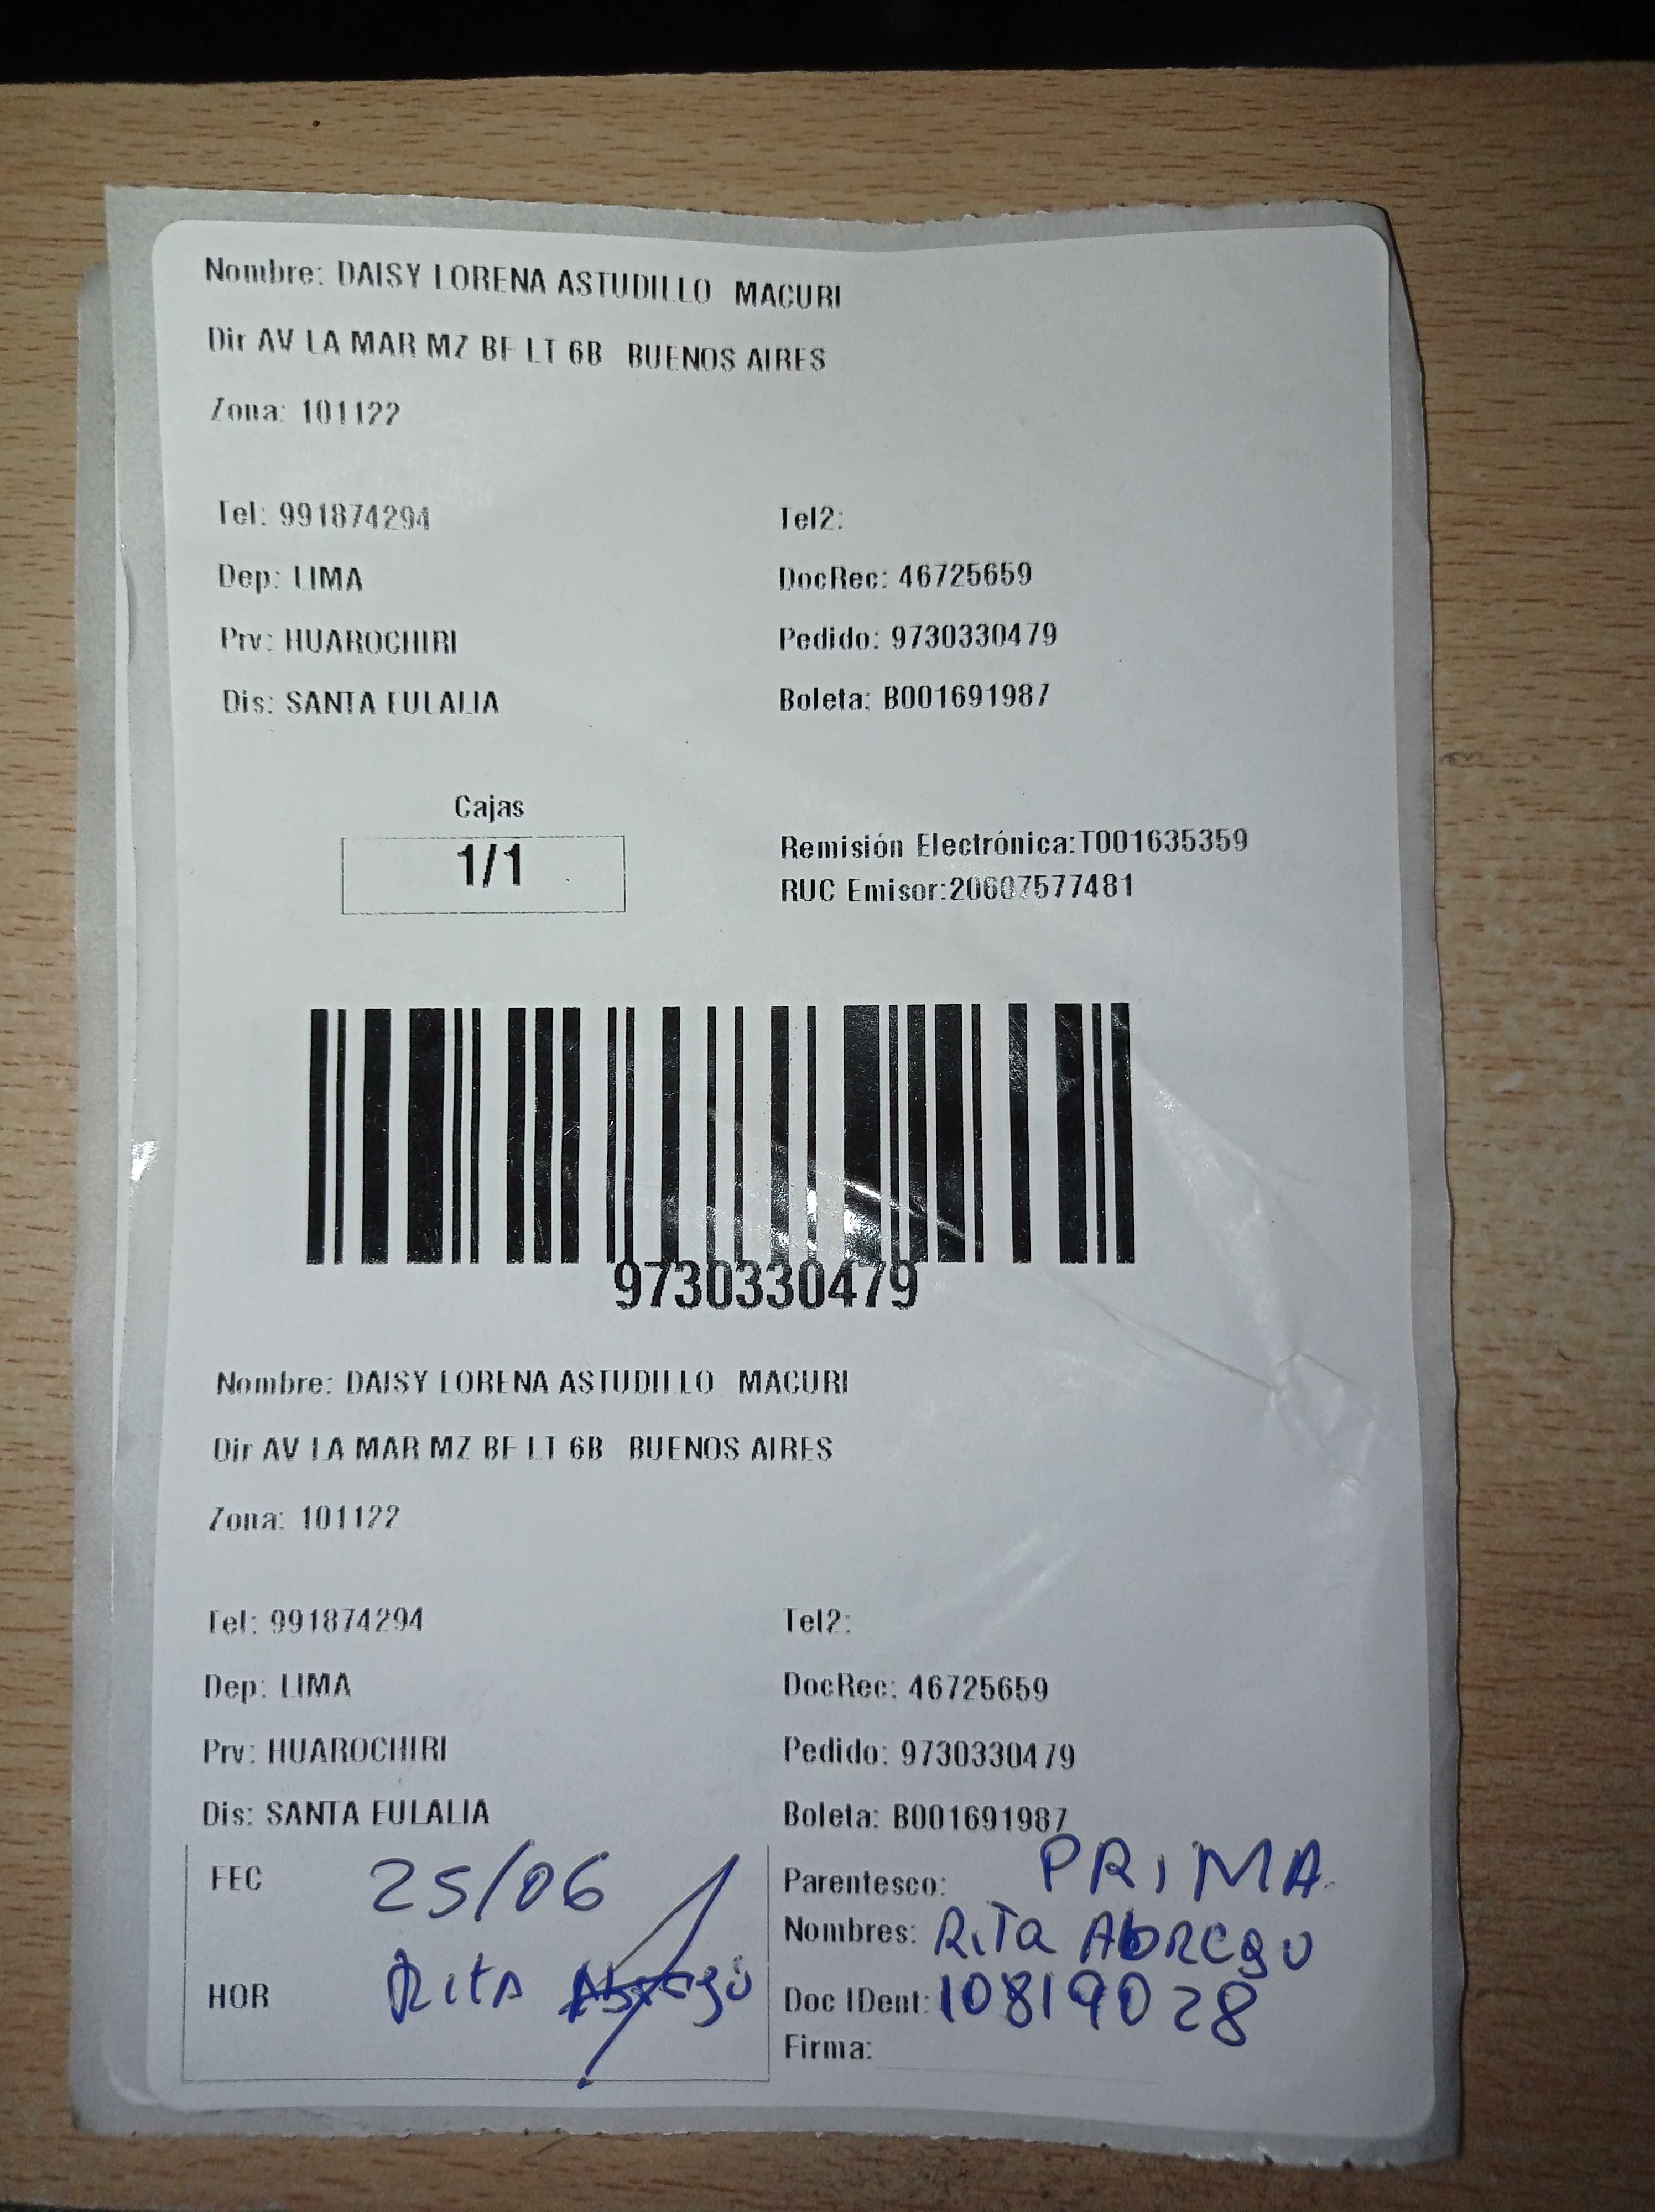 Nombre: DAISY LORENA ASTUDILLO MACURI
Dir AV LA MAR MZ BF LT 6B BUENOS AIRES
Zona: 101122
Tel: 991874294 Tel2:
Dep: LIMA DocRec: 46725659
Prv: HUAROCHIRI Pedido: 9730330479
Dis: SANTA EULALIA Boleta: B001691987
Cajas
1/1
Remisión Electrónica:T001635359
RUC Emisor:20607577481
9730330479
Nombre: DAISY LORENA ASTUDILLO MACURI
Dir AV LA MAR MZ BF LT 6B BUENOS AIRES
Zona: 101122
Tel: 991874294 Tel2:
Dep: LIMA DocRec: 46725659
Prv: HUAROCHIRI Pedido: 9730330479
Dis: SANTA EULALIA Boleta: B001691987
FEC 25/06 Parentesco: PRIMA
Nombres: Rita Abregu
HOR Rita Abregu Doc IDent: 10819028
Firma: